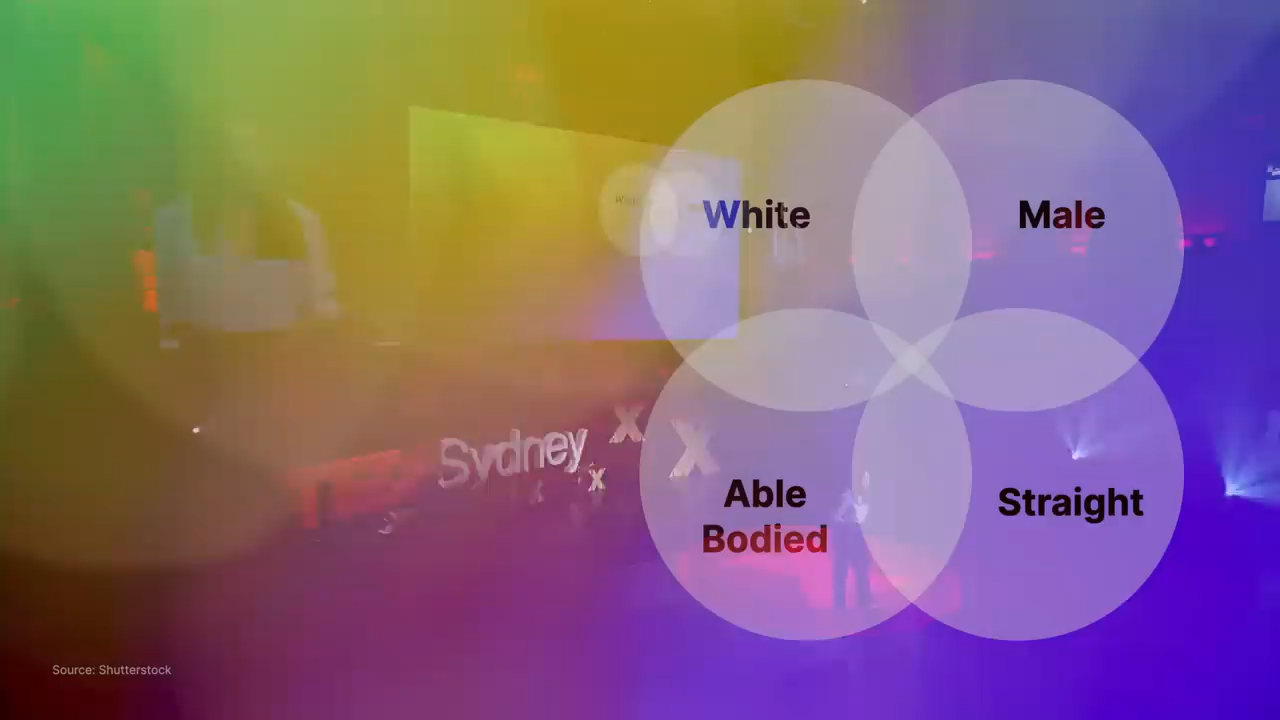 White
Male
Able
Bodied
Straight
Sydney
x
x
x
Source: Shutterstock